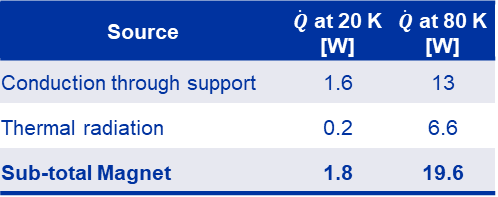 Source Q̇ at 20 K [W] Q̇ at 80 K [W]
Conduction through support 1.6 13
Thermal radiation 0.2 6.6
Sub-total Magnet 1.8 19.6